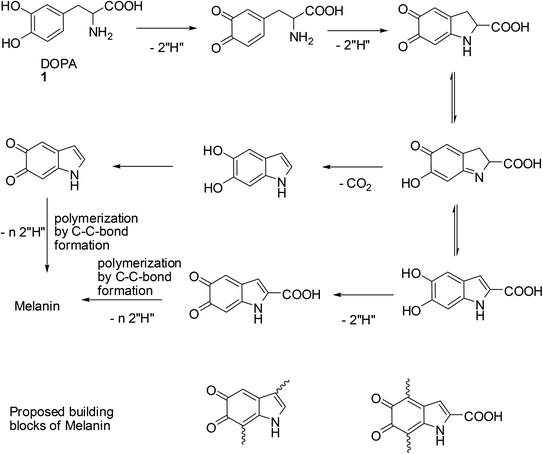 HO
COOH
HO
NH2
DOPA
1
- 2"H"
O
COOH
O
NH2
- 2"H"
O
COOH
O
N
H
O
O
N
H
HO
HO
N
H
- CO2
O
COOH
HO
N
- n 2"H"
polymerization
by C-C-bond
formation
polymerization
by C-C-bond
formation
Melanin
- n 2"H"
O
COOH
O
N
H
- 2"H"
HO
COOH
HO
N
H
Proposed building
blocks of Melanin
O
O
N
H
O
COOH
O
N
H